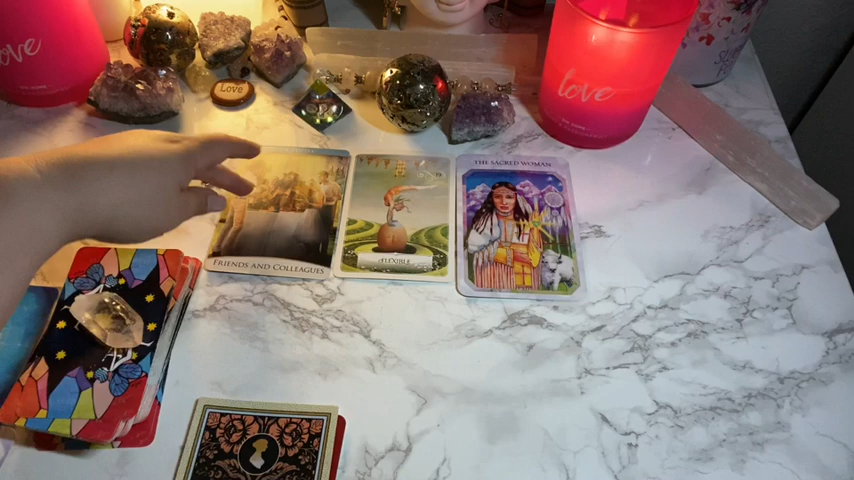 love
Love
love
THE SACRED WOMAN
FRIENDS AND COLLEAGUES
FLEXIBLE